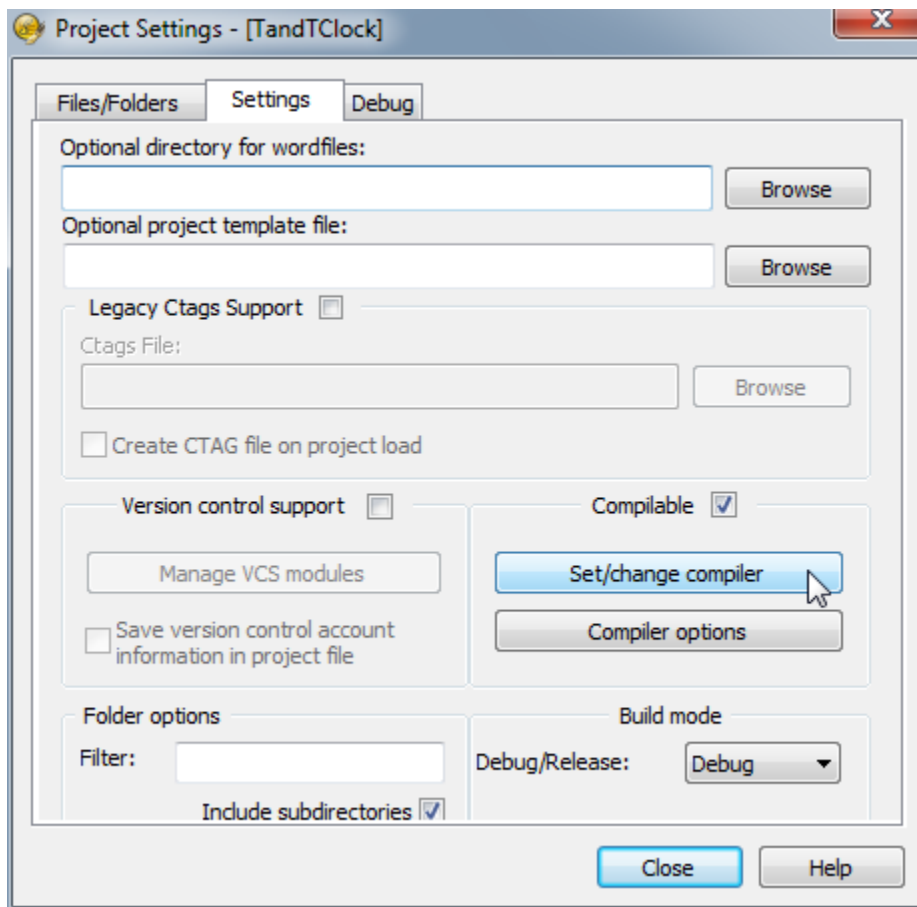 Project Settings - [TandTClock]
Files/Folders Settings Debug
Optional directory for wordfiles:
Browse
Optional project template file:
Browse
Legacy Ctags Support
Ctags File:
Browse
Create CTAG file on project load
Version control support
Manage VCS modules
Save version control account
information in project file
Compilable
Set/change compiler
Compiler options
Folder options
Filter:
Include subdirectories
Build mode
Debug/Release: Debug
Close Help